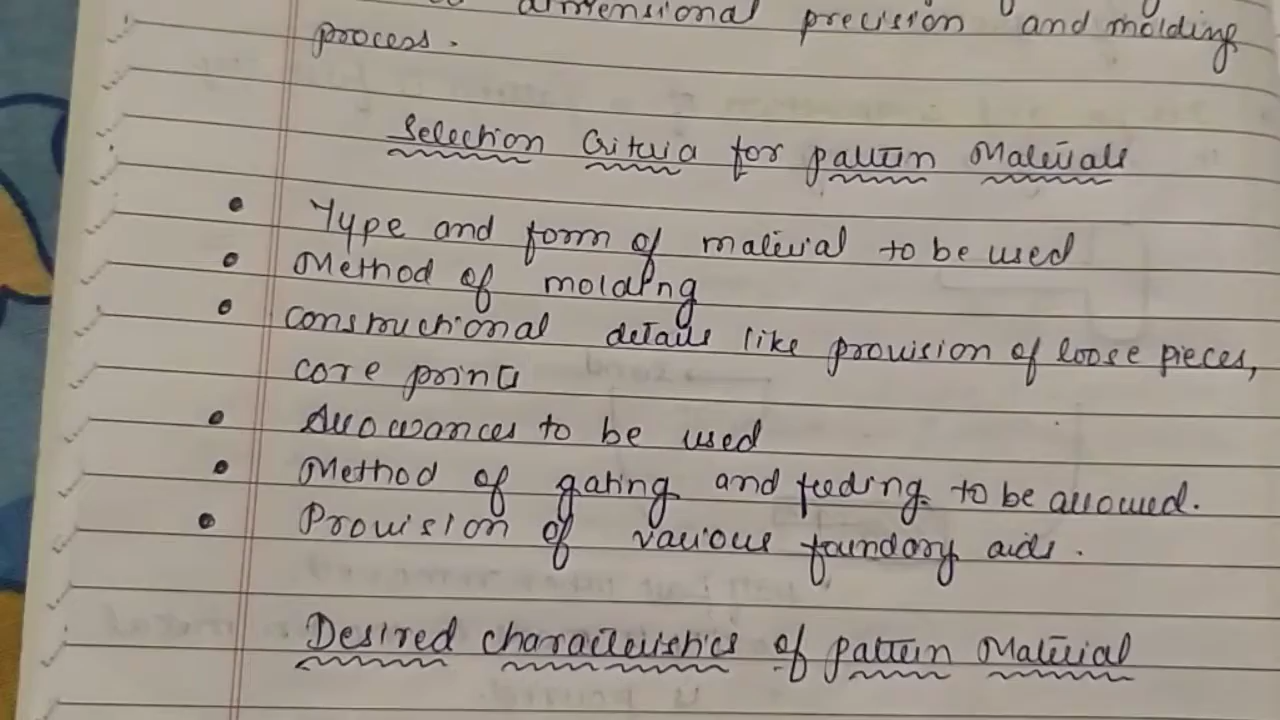 dimensional precision and molding
process.
Selection Criteria for pattern Materials
• Type and form of material to be used
• Method of molding
• Constructional details like provision of loose pieces,
core prints
• Allowances to be used
• Method of gating and feeding to be allowed.
• Provision of various foundary aids.
Desired characteristics of pattern Material